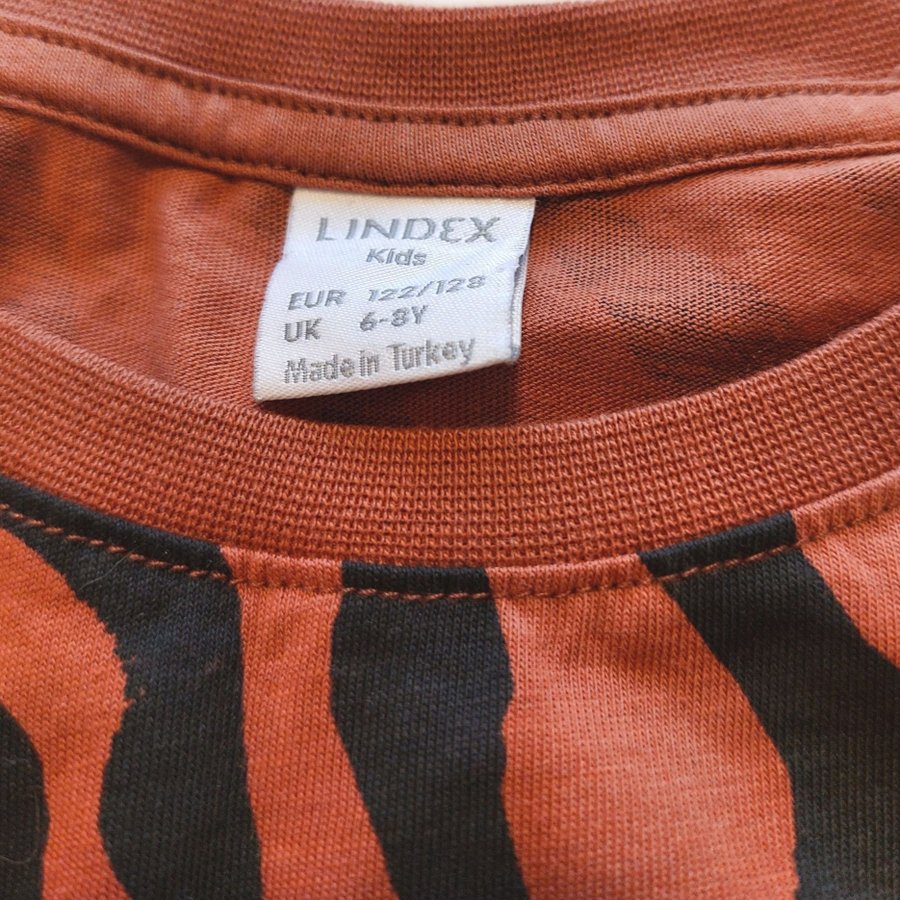 LINDEX
Kids
EUR 122/128
UK 6-8Y
Made in Turkey